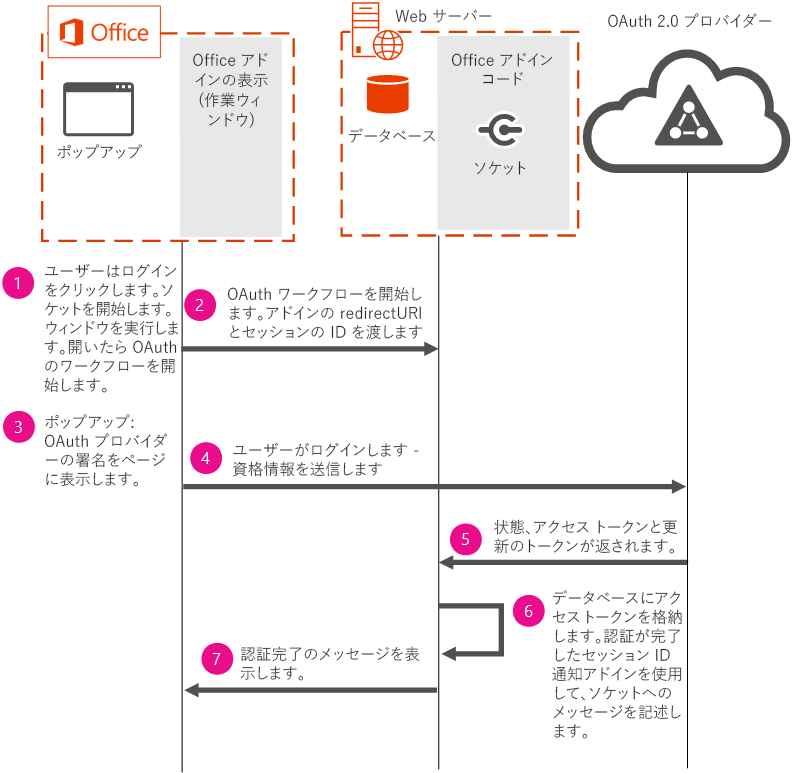 Office
Office アド
インの表示
(作業ウィ
ンドウ)
ポップアップ
Web サーバー
データベース
Office アドイン
コード
ソケット
OAuth 2.0 プロバイダー
1
ユーザーはログイン
をクリックします。ソ
ケットを開始します。
ウィンドウを実行しま
す。開いたら OAuth
のワークフローを開
始します。
2
OAuth ワークフローを開始し
ます。アドインの redirectURI
とセッションの ID を渡します
3
ポップアップ:
OAuth プロバイダ
ーの署名をページ
に表示します。
4
ユーザーがログインします -
資格情報を送信します
5
状態、アクセス トークンと更
新のトークンが返されます。
6
データベースにアク
セストークンを格納
します。認証が完了
したセッション ID
通知アドインを使用
して、ソケットへの
メッセージを記述し
ます。
7
認証完了のメッセージを表
示します。